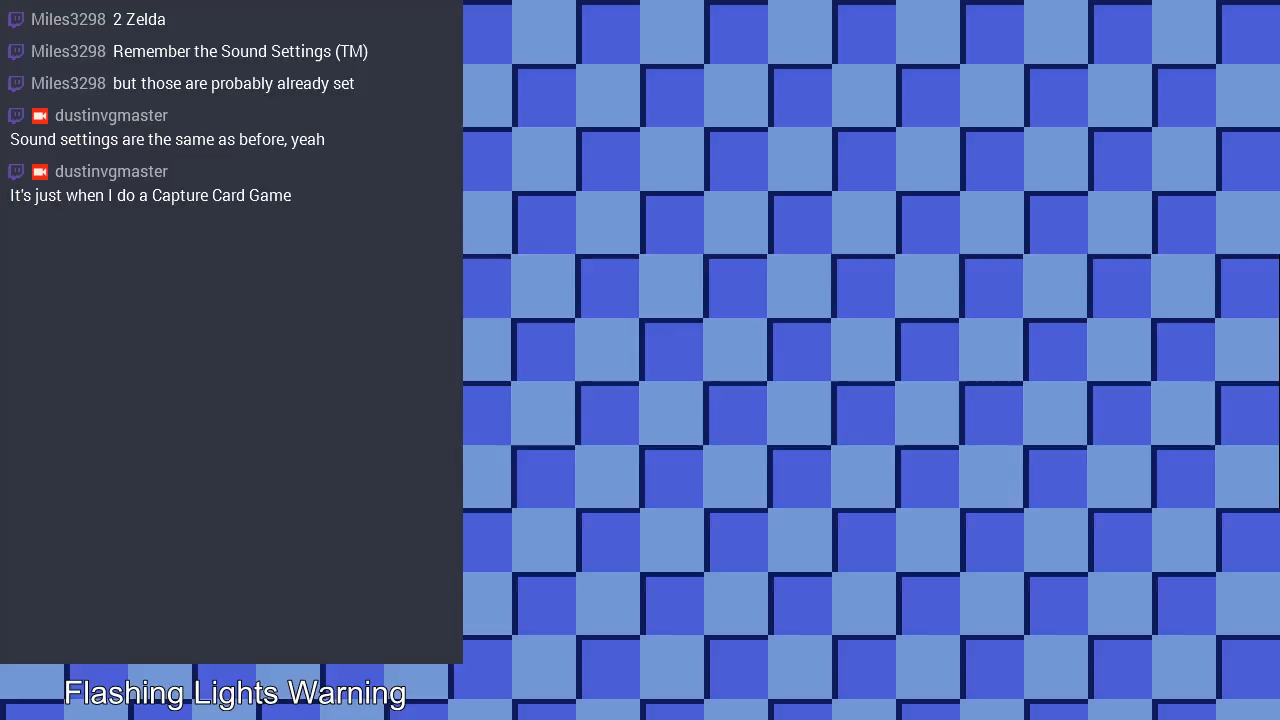 Miles3298 2 Zelda
Miles3298 Remember the Sound Settings (TM)
Miles3298 but those are probably already set
dustinvgmaster
Sound settings are the same as before, yeah
dustinvgmaster
It's just when I do a Capture Card Game
Flashing Lights Warning